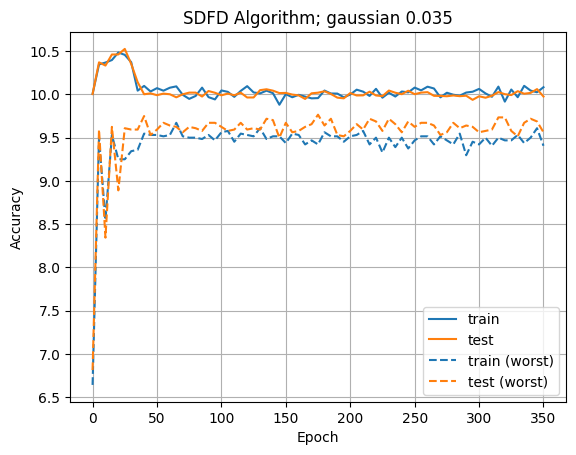 SDFD Algorithm; gaussian 0.035
Accuracy
10.5
10.0
9.5
9.0
8.5
8.0
7.5
7.0
6.5
train
test
train (worst)
test (worst)
0 50 100 150 200 250 300 350
Epoch